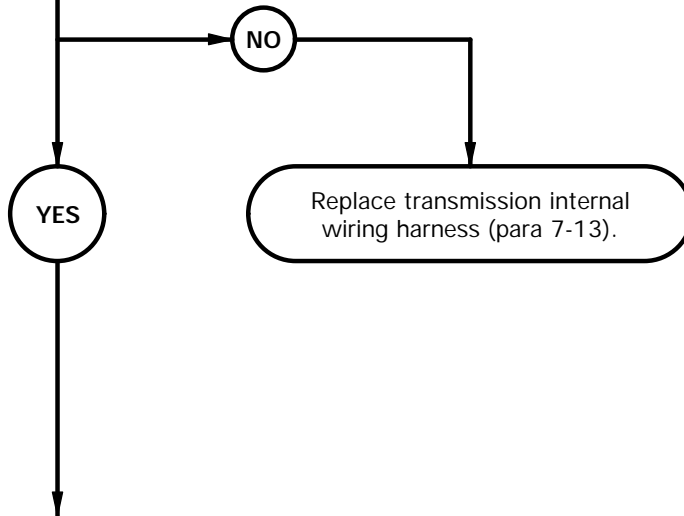 NO
YES
Replace transmission internal
wiring harness (para 7-13).